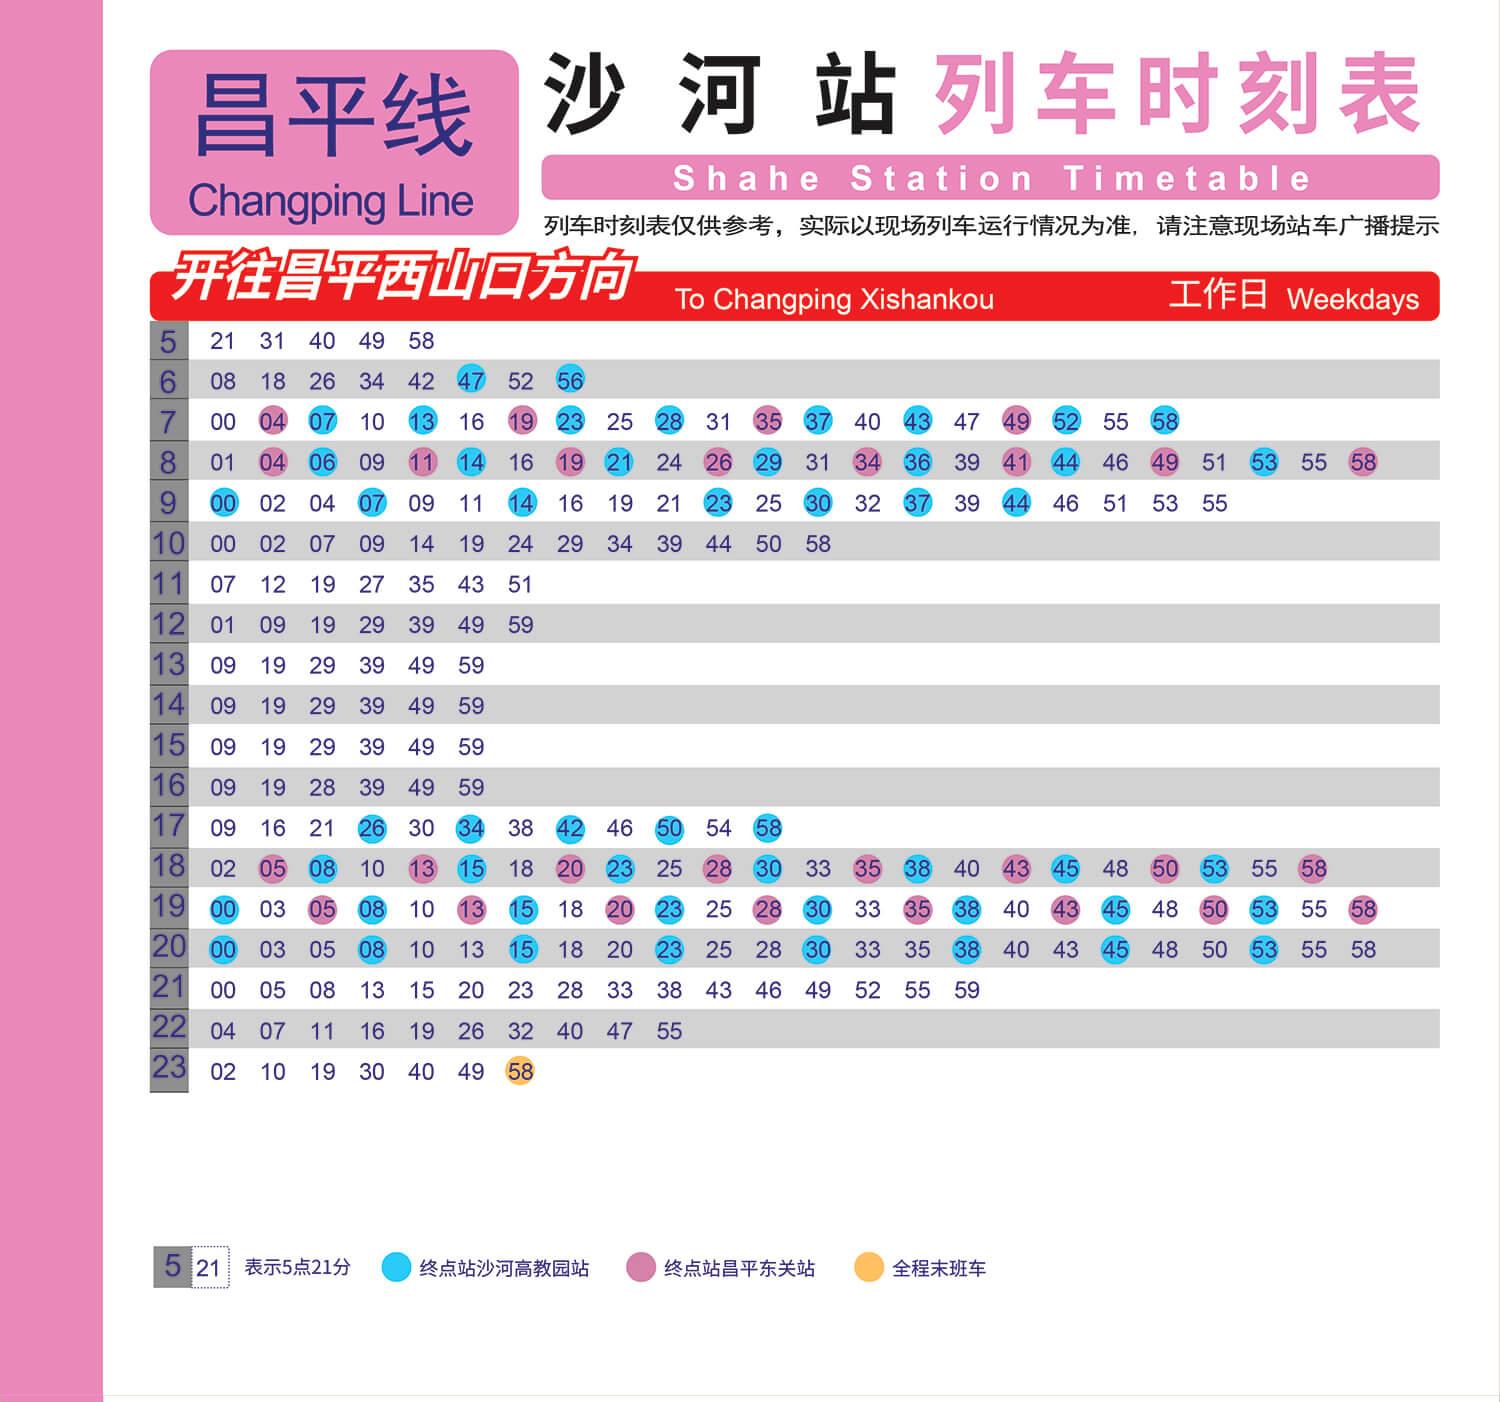 昌平线
Changping Line
沙河站列车时刻表
Shahe Station Timetable
列车时刻表仅供参考，实际以现场列车运行情况为准，请注意现场站车广播提示
开往昌平西山口方向 To Changping Xishankou 工作日 Weekdays
5 21 31 40 49 58
6 08 18 26 34 42 47 52 56
7 00 04 07 10 13 16 19 23 25 28 31 35 37 40 43 47 49 52 55 58
8 01 04 06 09 11 14 16 19 21 24 26 29 31 34 36 39 41 44 46 49 51 53 55 58
9 00 02 04 07 09 11 14 16 19 21 23 25 30 32 37 39 44 46 51 53 55
10 00 02 07 09 14 19 24 29 34 39 44 50 58
11 07 12 19 27 35 43 51
12 01 09 19 29 39 49 59
13 09 19 29 39 49 59
14 09 19 29 39 49 59
15 09 19 29 39 49 59
16 09 19 28 39 49 59
17 09 16 21 26 30 34 38 42 46 50 54 58
18 02 05 08 10 13 15 18 20 23 25 28 30 33 35 38 40 43 45 48 50 53 55 58
19 00 03 05 08 10 13 15 18 20 23 25 28 30 33 35 38 40 43 45 48 50 53 55 58
20 00 03 05 08 10 13 15 18 20 23 25 28 30 33 35 38 40 43 45 48 50 53 55 58
21 00 05 08 13 15 20 23 28 33 38 43 46 49 52 55 59
22 04 07 11 16 19 26 32 40 47 55
23 02 10 19 30 40 49 58
5 21 表示5点21分 终点站沙河高教园站 终点站昌平东关站 全程末班车